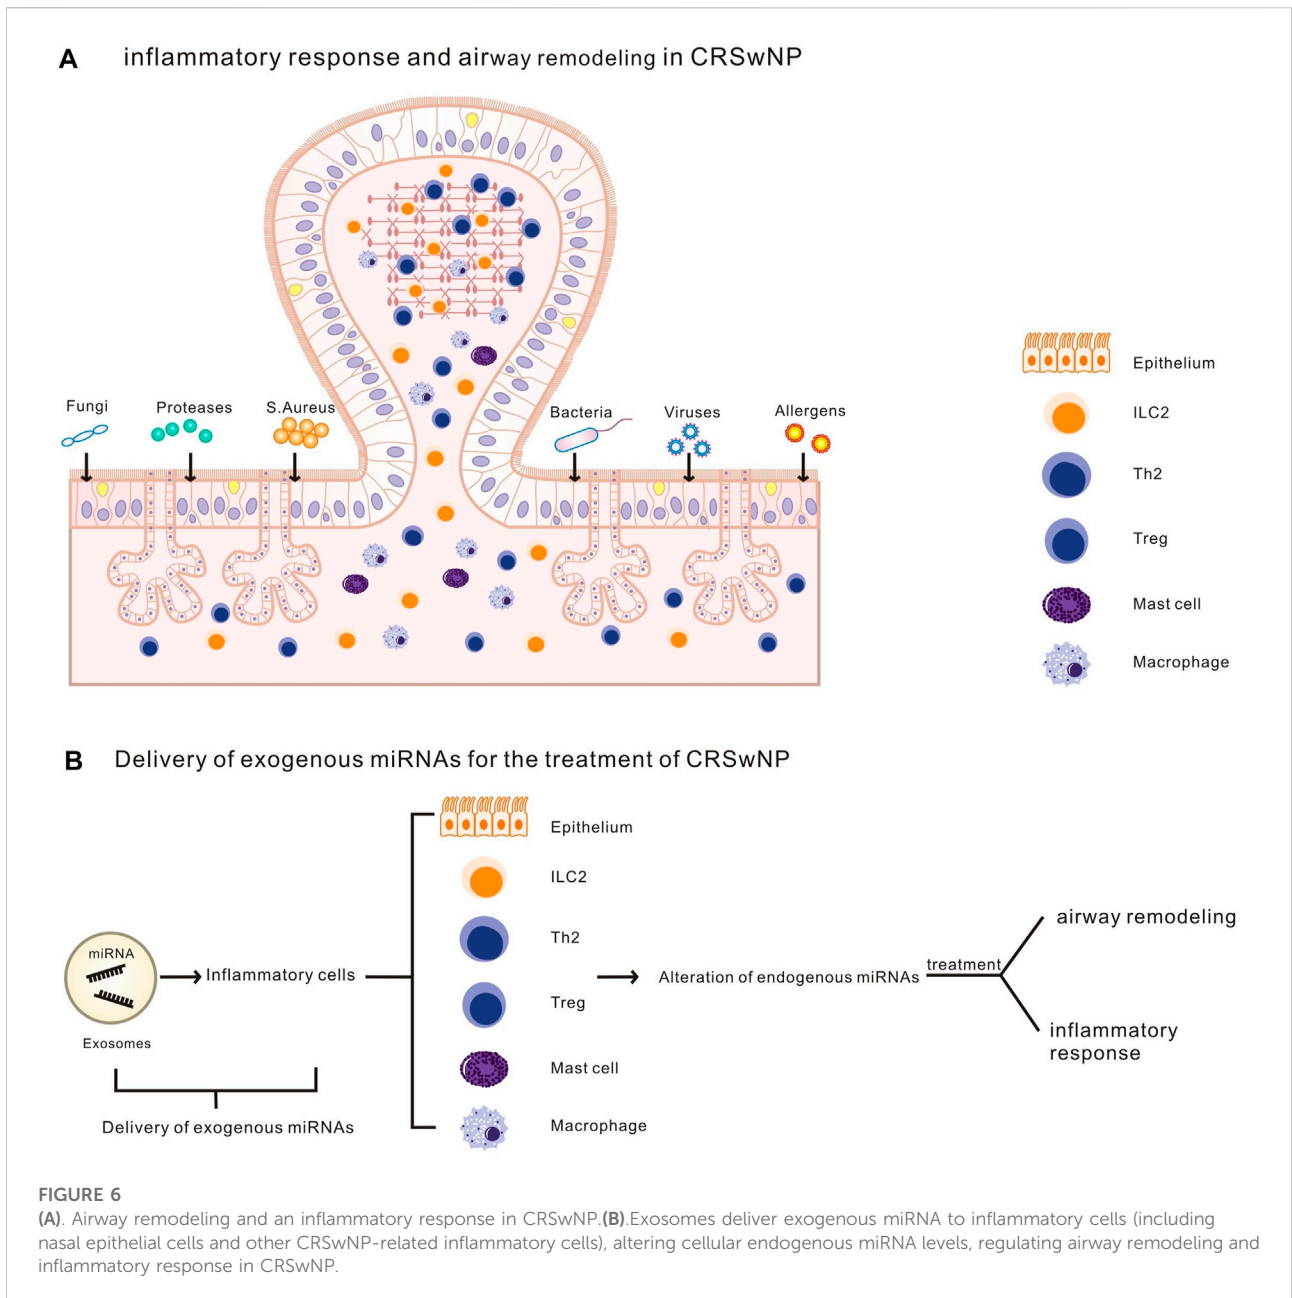 A inflammatory response and airway remodeling in CRSwNP
Fungi
Proteases
S.Aureus
Bacteria
Viruses
Allergens
Epithelium
ILC2
Th2
Treg
Mast cell
Macrophage
B Delivery of exogenous miRNAs for the treatment of CRSwNP
miRNA
Exosomes
Delivery of exogenous miRNAs
Inflammatory cells
Epithelium
ILC2
Th2
Treg
Mast cell
Macrophage
Alteration of endogenous miRNAs
treatment
airway remodeling
inflammatory
response
FIGURE 6
(A). Airway remodeling and an inflammatory response in CRSwNP.(B).Exosomes deliver exogenous miRNA to inflammatory cells (including
nasal epithelial cells and other CRSwNP-related inflammatory cells), altering cellular endogenous miRNA levels, regulating airway remodeling and
inflammatory response in CRSwNP.